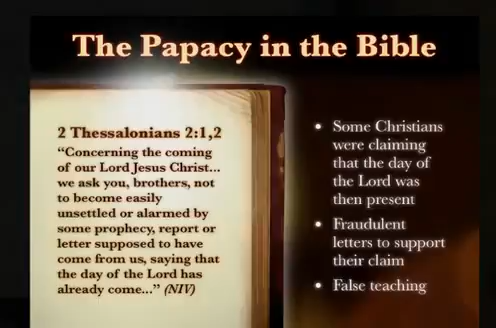 The Papacy in the Bible
2 Thessalonians 2:1,2
“Concerning the coming
of our Lord Jesus Christ...
we ask you, brothers, not
to become easily
unsettled or alarmed by
some prophecy, report or
letter supposed to have
come from us, saying that
the day of the Lord has
already come...” (NIV)
• Some Christians
were claiming
that the day of
the Lord was
then present
• Fraudulent
letters to support
their claim
• False teaching